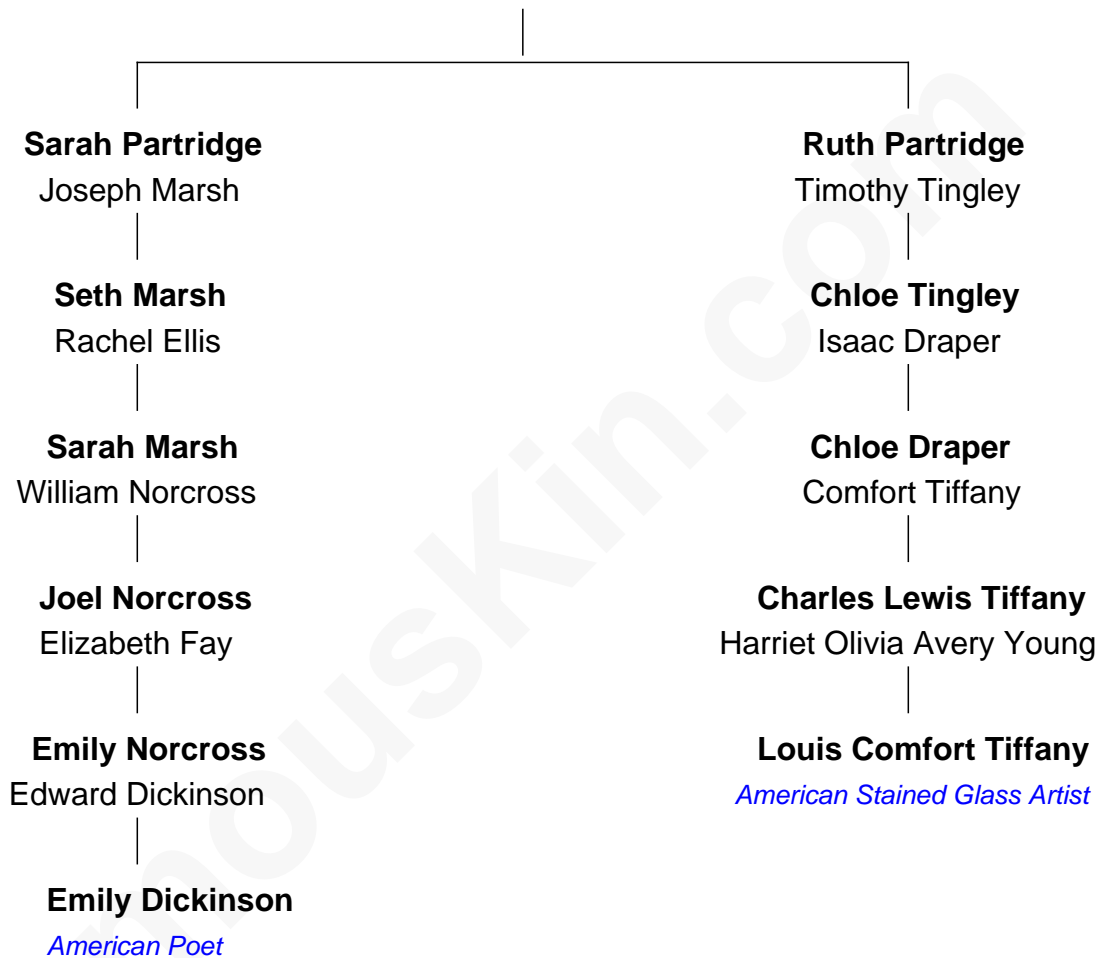 Sarah Partridge
Joseph Marsh
Seth Marsh
Rachel Ellis
Sarah Marsh
William Norcross
Joel Norcross
Elizabeth Fay
Emily Norcross
Edward Dickinson
Emily Dickinson
American Poet
Ruth Partridge
Timothy Tingley
Chloe Tingley
Isaac Draper
Chloe Draper
Comfort Tiffany
Charles Lewis Tiffany
Harriet Olivia Avery Young
Louis Comfort Tiffany
American Stained Glass Artist
mousKin.com